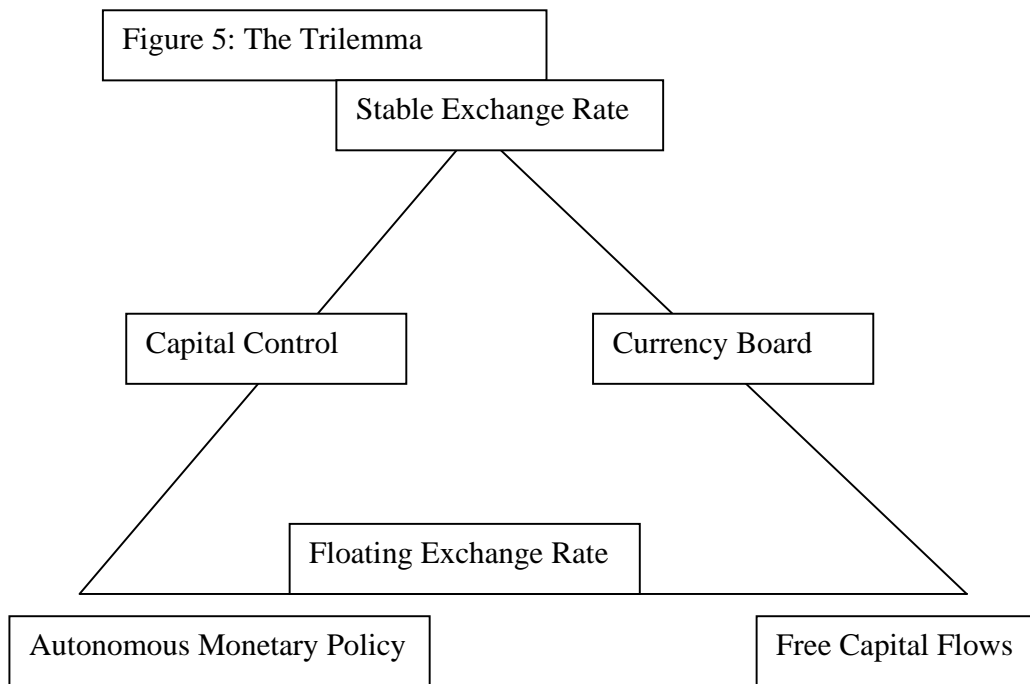 Figure 5: The Trilemma
Stable Exchange Rate
Capital Control
Currency Board
Floating Exchange Rate
Autonomous Monetary Policy
Free Capital Flows